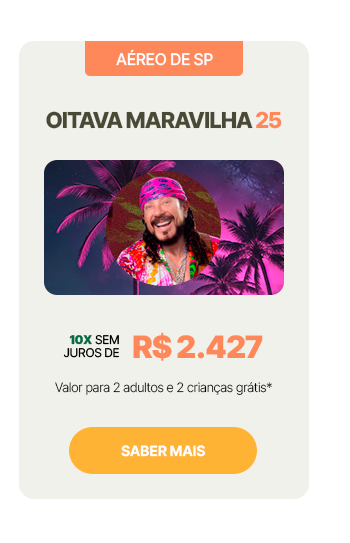 AÉREO DE SP
OITAVA MARAVILHA 25
10X SEM
JUROS DE
R$ 2.427
Valor para 2 adultos e 2 crianças grátis*
SABER MAIS